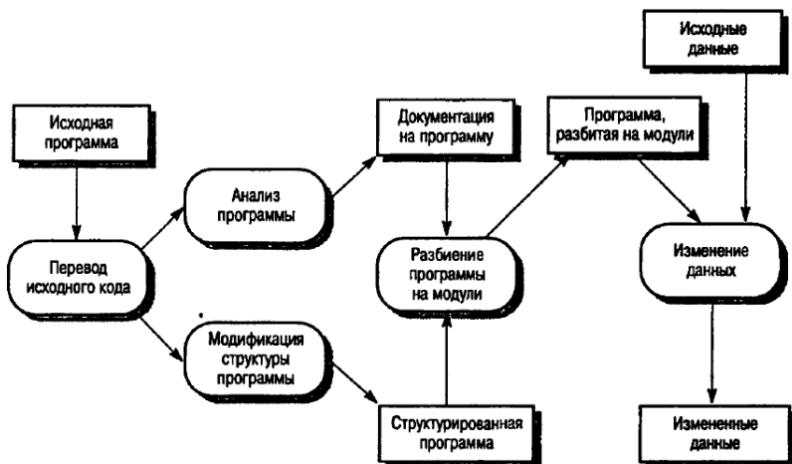 Исходные
данные
Исходная
программа
Документация
на программу
Программа,
разбитая на модули
Анализ
программы
Перевод
исходного кода
Разбиение
программы
на модули
Изменение
данных
Модификация
структуры
программы
Структурированная
программа
Измененные
данные